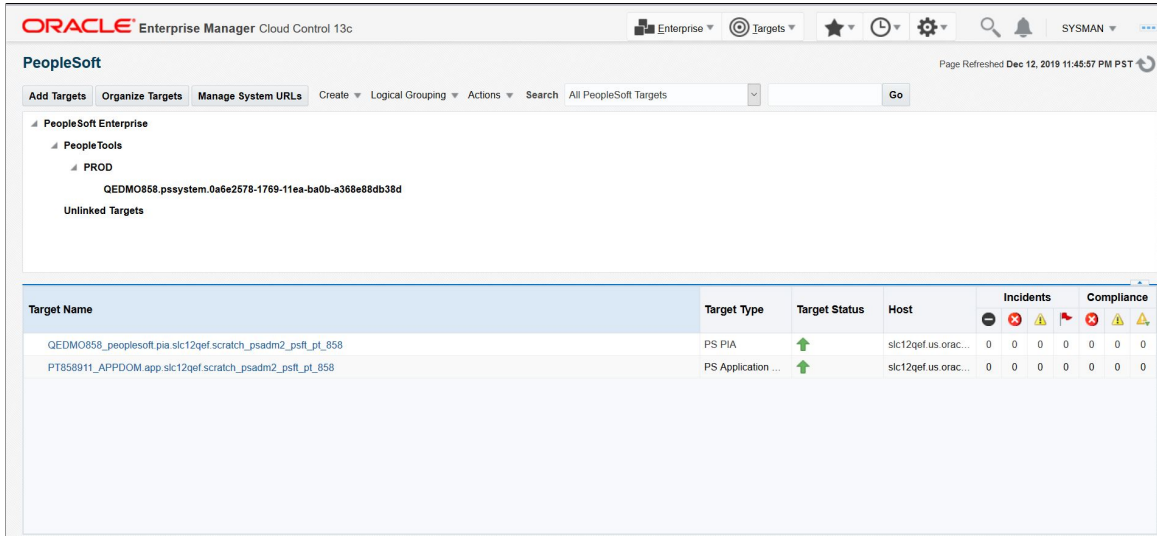 ORACLE Enterprise Manager Cloud Control 13c Enterprise Targets SYSMAN
PeopleSoft Page Refreshed Dec 12, 2019 11:45:57 PM PST
Add Targets Organize Targets Manage System URLs Create Logical Grouping Actions Search All PeopleSoft Targets Go
PeopleSoft Enterprise
PeopleTools
PROD
QEDMO858.pssystem.0a6e2578-1769-11ea-ba0b-a368e88db38d
Unlinked Targets
Target Name Target Type Target Status Host Incidents Compliance
QEDMO858_peoplesoft.pia.slc12qef.scratch_psadm2_psft_pt_858 PS PIA slc12qef.us.orac... 0 0 0 0 0 0 0
PT858911_APPDOM.app.slc12qef.scratch_psadm2_psft_pt_858 PS Application ... slc12qef.us.orac... 0 0 0 0 0 0 0